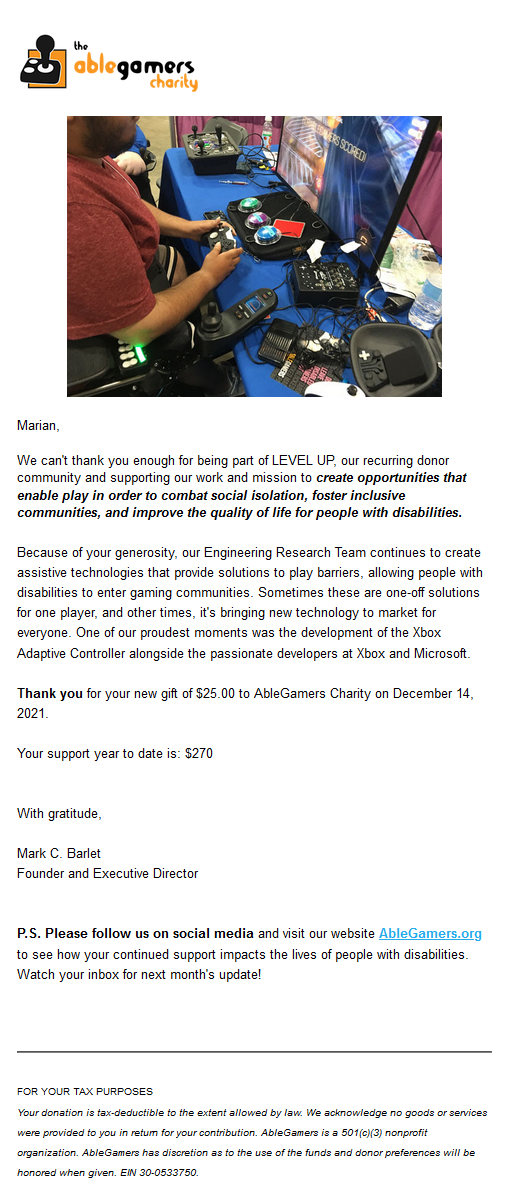 the
ablegamers
charity
SCORED!
Marian,
We can't thank you enough for being part of LEVEL UP, our recurring donor
community and supporting our work and mission to create opportunities that
enable play in order to combat social isolation, foster inclusive
communities, and improve the quality of life for people with disabilities.
Because of your generosity, our Engineering Research Team continues to create
assistive technologies that provide solutions to play barriers, allowing people with
disabilities to enter gaming communities. Sometimes these are one-off solutions
for one player, and other times, it's bringing new technology to market for
everyone. One of our proudest moments was the development of the Xbox
Adaptive Controller alongside the passionate developers at Xbox and Microsoft.
Thank you for your new gift of $25.00 to AbleGamers Charity on December 14,
2021.
Your support year to date is: $270
With gratitude,
Mark C. Barlet
Founder and Executive Director
P.S. Please follow us on social media and visit our website AbleGamers.org
to see how your continued support impacts the lives of people with disabilities.
Watch your inbox for next month's update!
FOR YOUR TAX PURPOSES
Your donation is tax-deductible to the extent allowed by law. We acknowledge no goods or services
were provided to you in return for your contribution. AbleGamers is a 501(c)(3) nonprofit
organization. AbleGamers has discretion as to the use of the funds and donor preferences will be
honored when given. EIN 30-0533750.